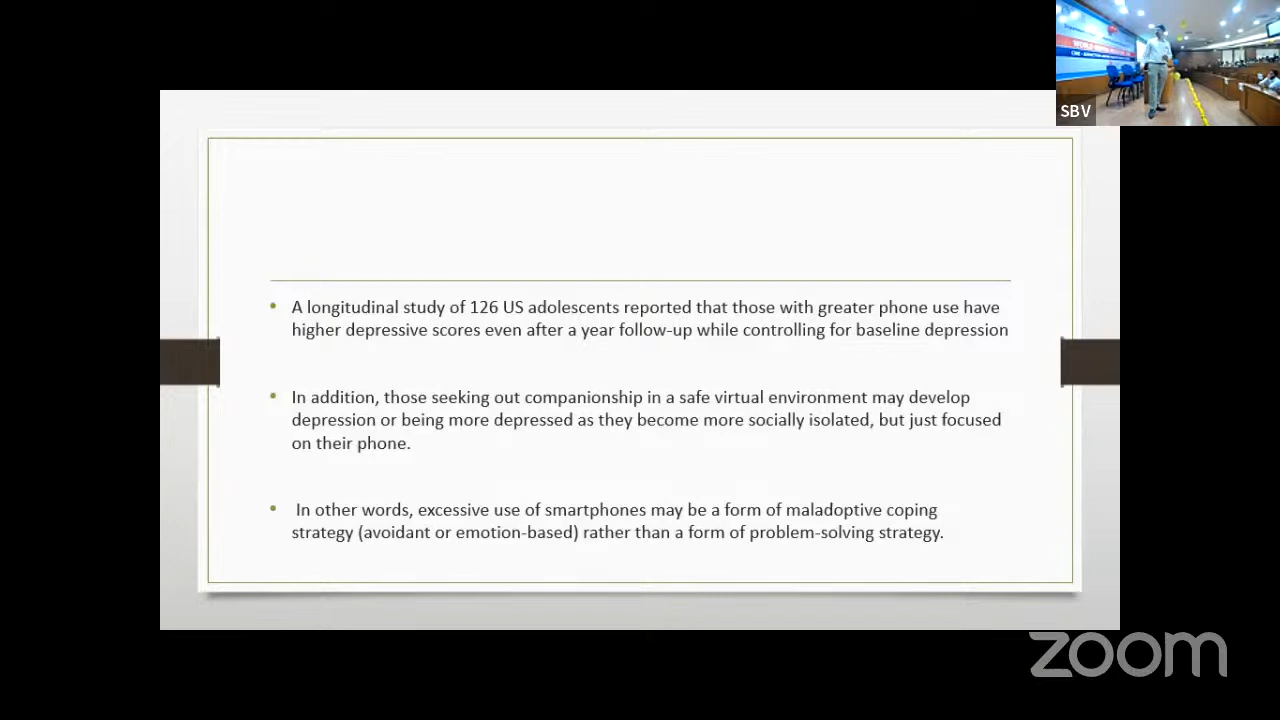 SBV
• A longitudinal study of 126 US adolescents reported that those with greater phone use have
higher depressive scores even after a year follow-up while controlling for baseline depression
• In addition, those seeking out companionship in a safe virtual environment may develop
depression or being more depressed as they become more socially isolated, but just focused
on their phone.
• In other words, excessive use of smartphones may be a form of maladoptive coping
strategy (avoidant or emotion-based) rather than a form of problem-solving strategy.
zoom